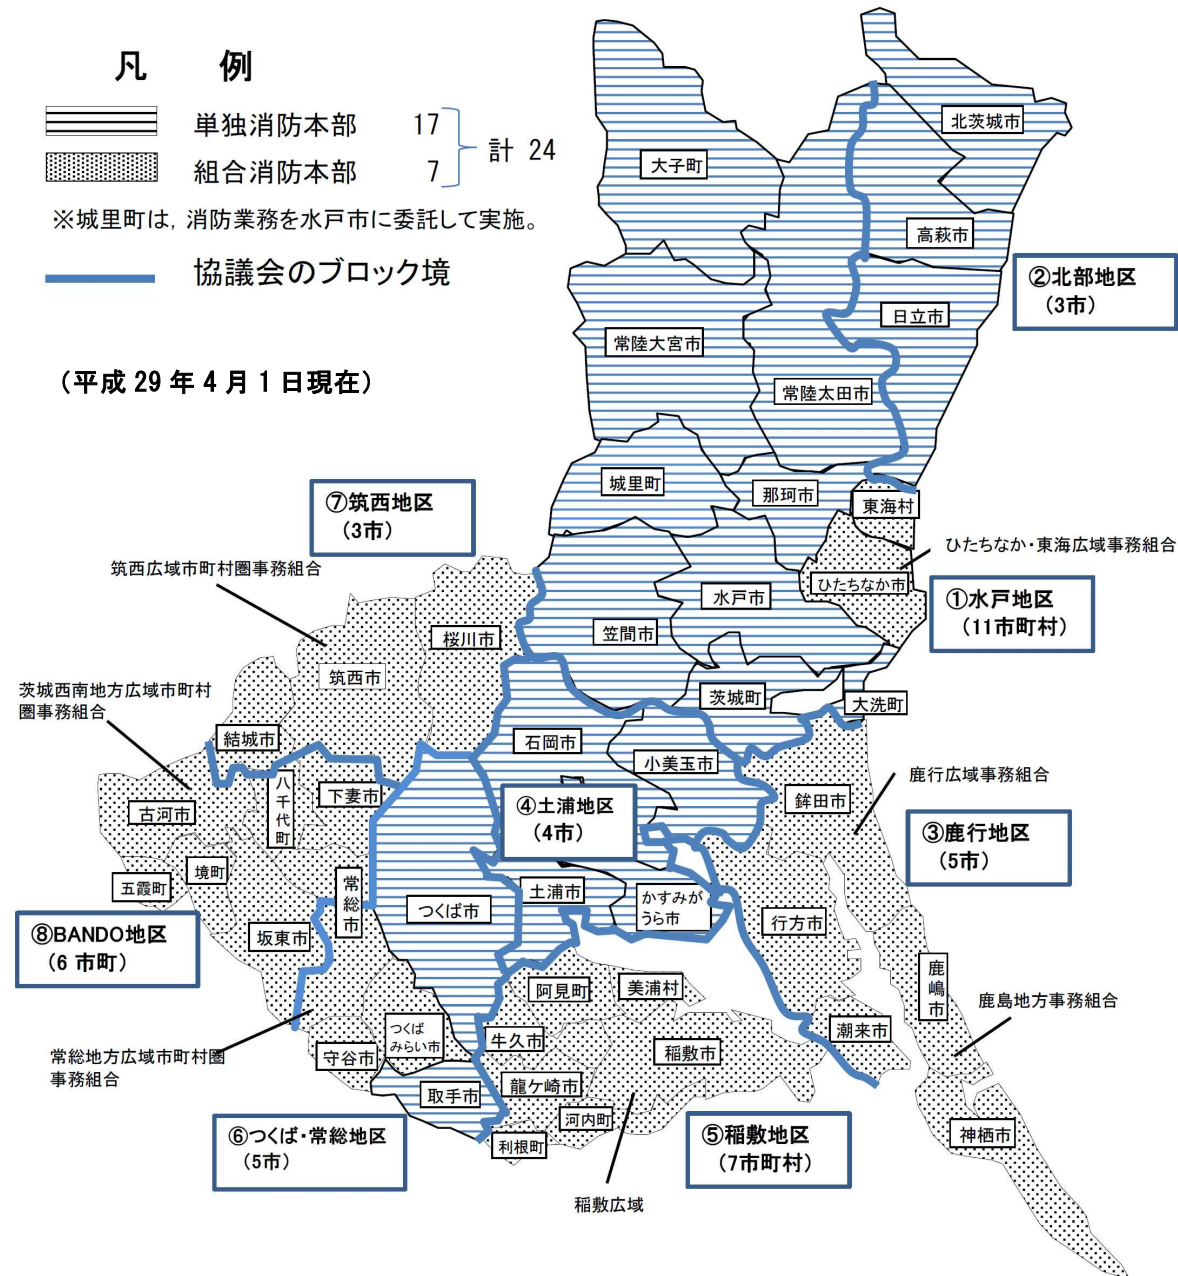 凡　例
単独消防本部　17
組合消防本部　7
計 24
※城里町は，消防業務を水戸市に委託して実施。
協議会のブロック境
（平成 29 年 4 月 1 日現在）
北茨城市
大子町
高萩市
②北部地区
（3市）
日立市
常陸大宮市
常陸太田市
城里町
那珂市
東海村
⑦筑西地区
（3市）
ひたちなか・東海広域事務組合
筑西広域市町村圏事務組合
ひたちなか市
①水戸地区
（11市町村）
水戸市
笠間市
桜川市
筑西市
茨城西南地方広域市町村
圏事務組合
茨城町
大洗町
結城市
石岡市
小美玉市
鹿行広域事務組合
八千代町
下妻市
古河市
鉾田市
④土浦地区
（4市）
③鹿行地区
（5市）
境町
五霞町
常総市
つくば市
土浦市
かすみが
うら市
行方市
⑧BANDO地区
（6 市町）
坂東市
鹿嶋市
阿見町
美浦村
鹿島地方事務組合
潮来市
つくば
みらい市
牛久市
稲敷市
常総地方広域市町村圏
事務組合
守谷市
龍ケ崎市
取手市
河内町
神栖市
⑥つくば・常総地区
（5市）
利根町
⑤稲敷地区
（7市町村）
稲敷広域